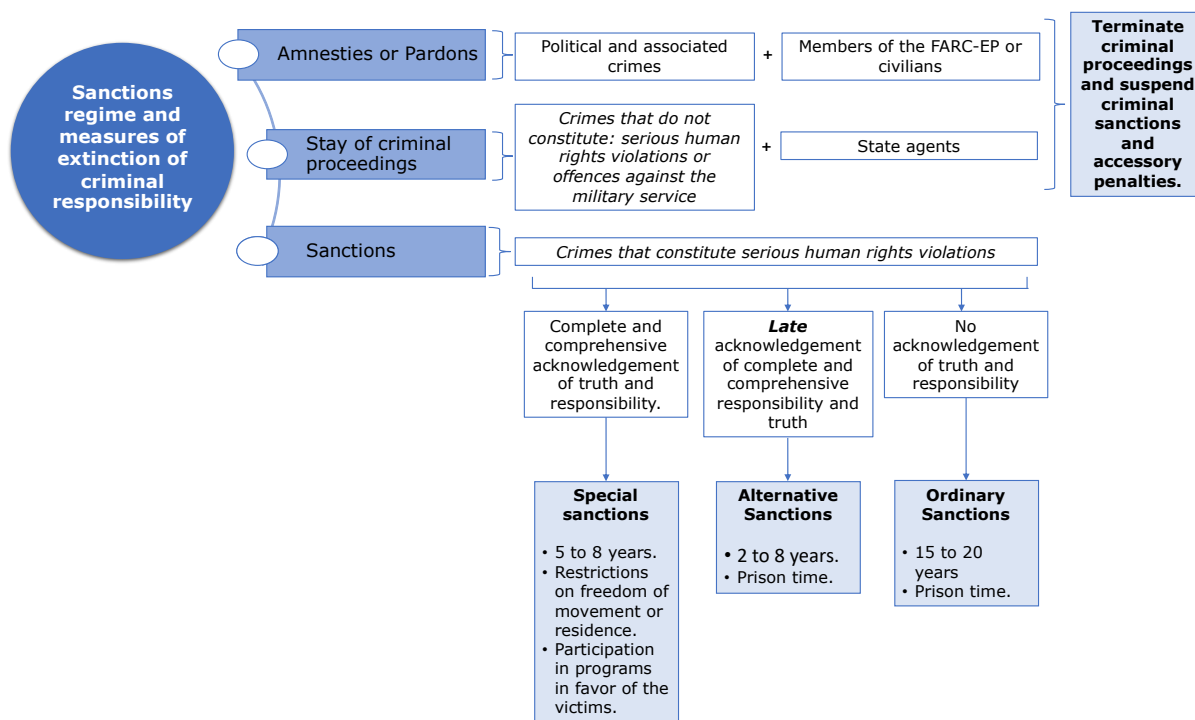 Sanctions
regime and
measures of
extinction of
criminal
responsibility
Amnesties or Pardons
Political and associated
crimes
+
Members of the FARC-EP or
civilians
Terminate
criminal
proceedings
and suspend
criminal
sanctions
and
accessory
penalties.
Stay of criminal
proceedings
Crimes that do not
constitute: serious human
rights violations or
offences against the
military service
+
State agents
Sanctions
Crimes that constitute serious human rights violations
Complete and
comprehensive
acknowledgement
of truth and
responsibility.
Late
acknowledgement
of complete and
comprehensive
responsibility and
truth
No
acknowledgement
of truth and
responsibility
Special
sanctions
• 5 to 8 years.
• Restrictions
on freedom of
movement or
residence.
• Participation
in programs
in favor of the
victims.
Alternative
Sanctions
• 2 to 8 years.
• Prison time.
Ordinary
Sanctions
• 15 to 20
years
• Prison time.